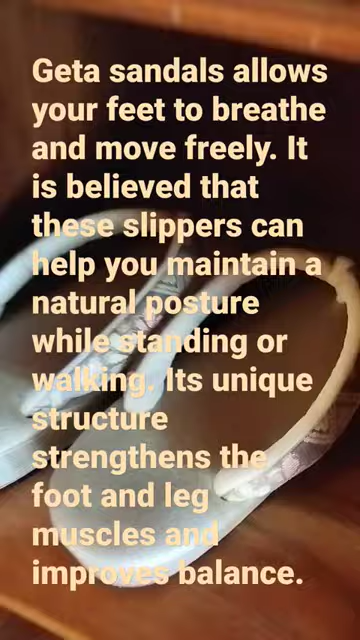 Geta sandals allows
your feet to breathe
and move freely. It
is believed that
these slippers can
help you maintain a
natural posture
while standing or
walking. Its unique
structure
strengthens the
foot and leg
muscles and
improves balance.